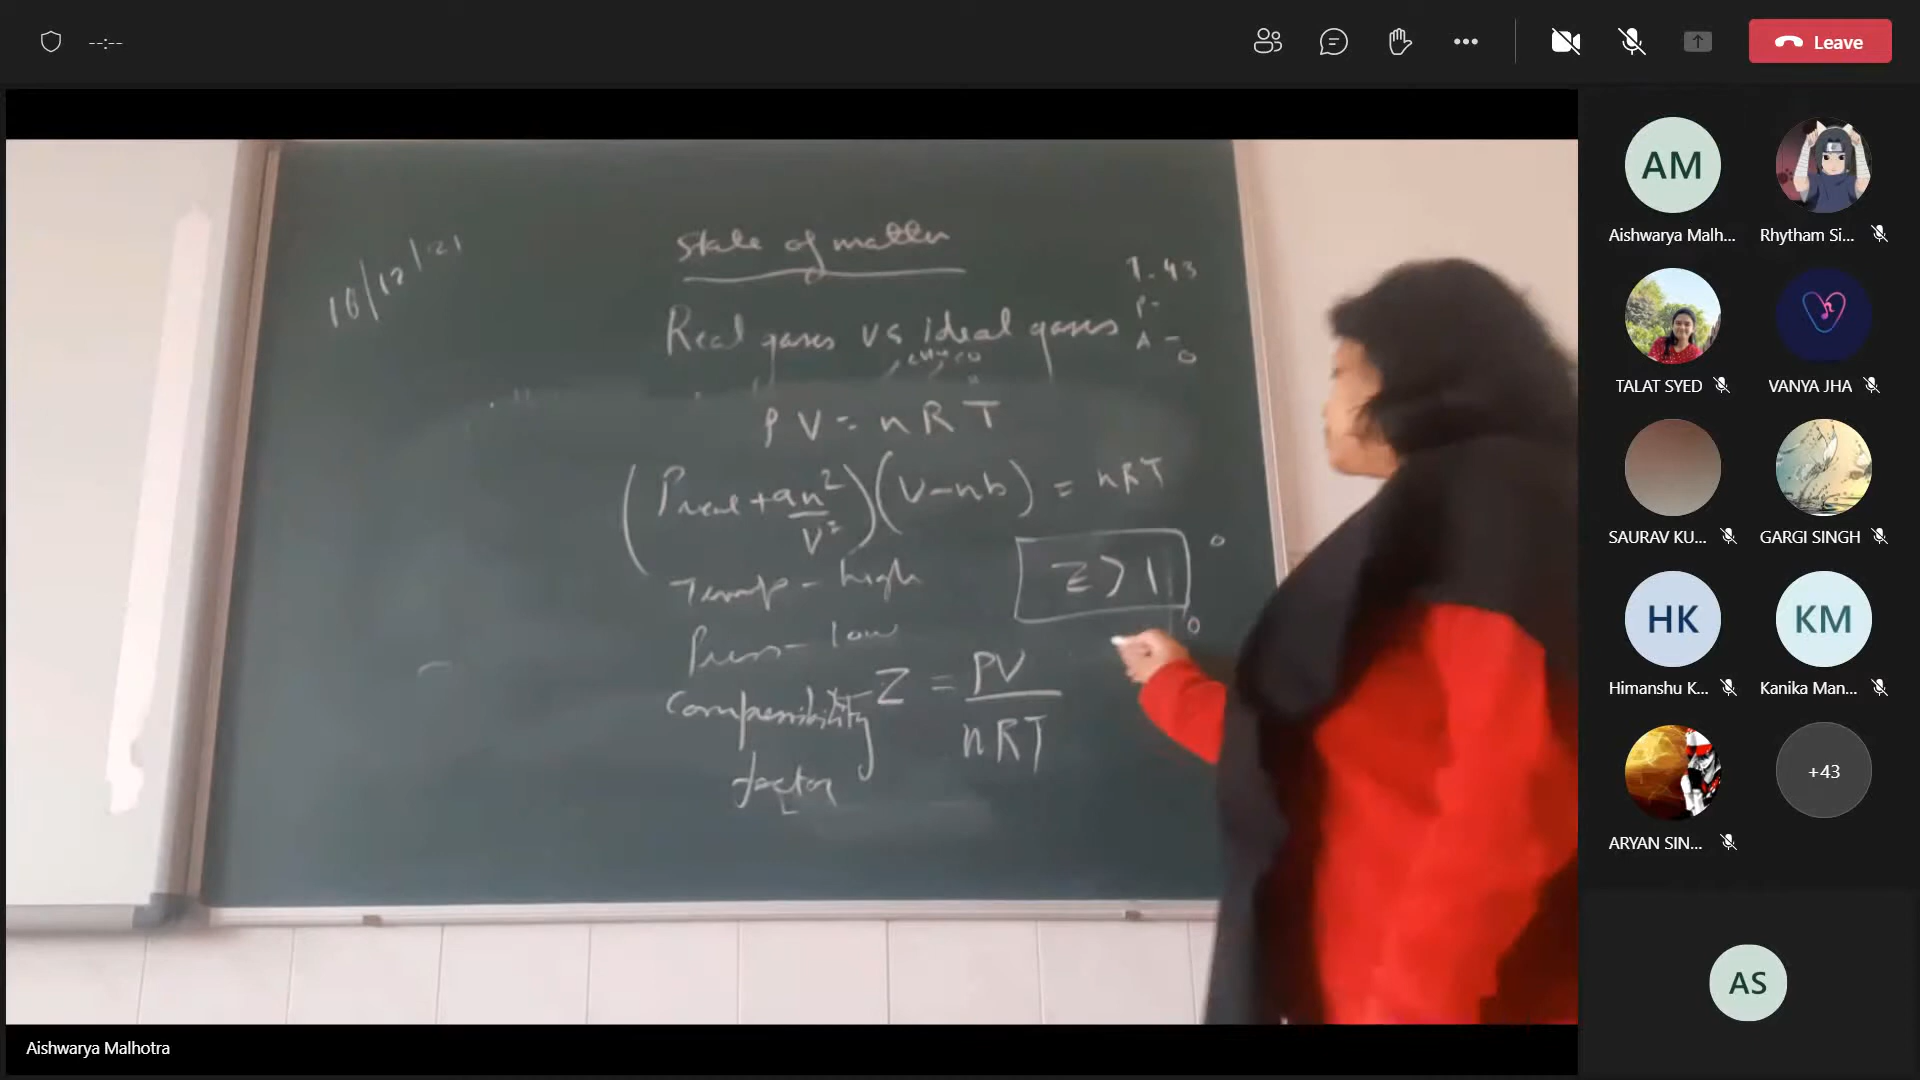 --:--
Leave
16/12/21
State of matter
T-43
P-
A-0
Real gases vs ideal gases
PV = nRT
(Preal + an²/V²)(V-nb) = nRT
Temp - high
Z > 1
Press - low
Compressibility factor Z = PV/nRT
AM
Aishwarya Malh...
Rhytham Si...
TALAT SYED
VANYA JHA
SAURAV KU...
GARGI SINGH
HK
Himanshu K...
KM
Kanika Man...
ARYAN SIN...
+43
AS
Aishwarya Malhotra